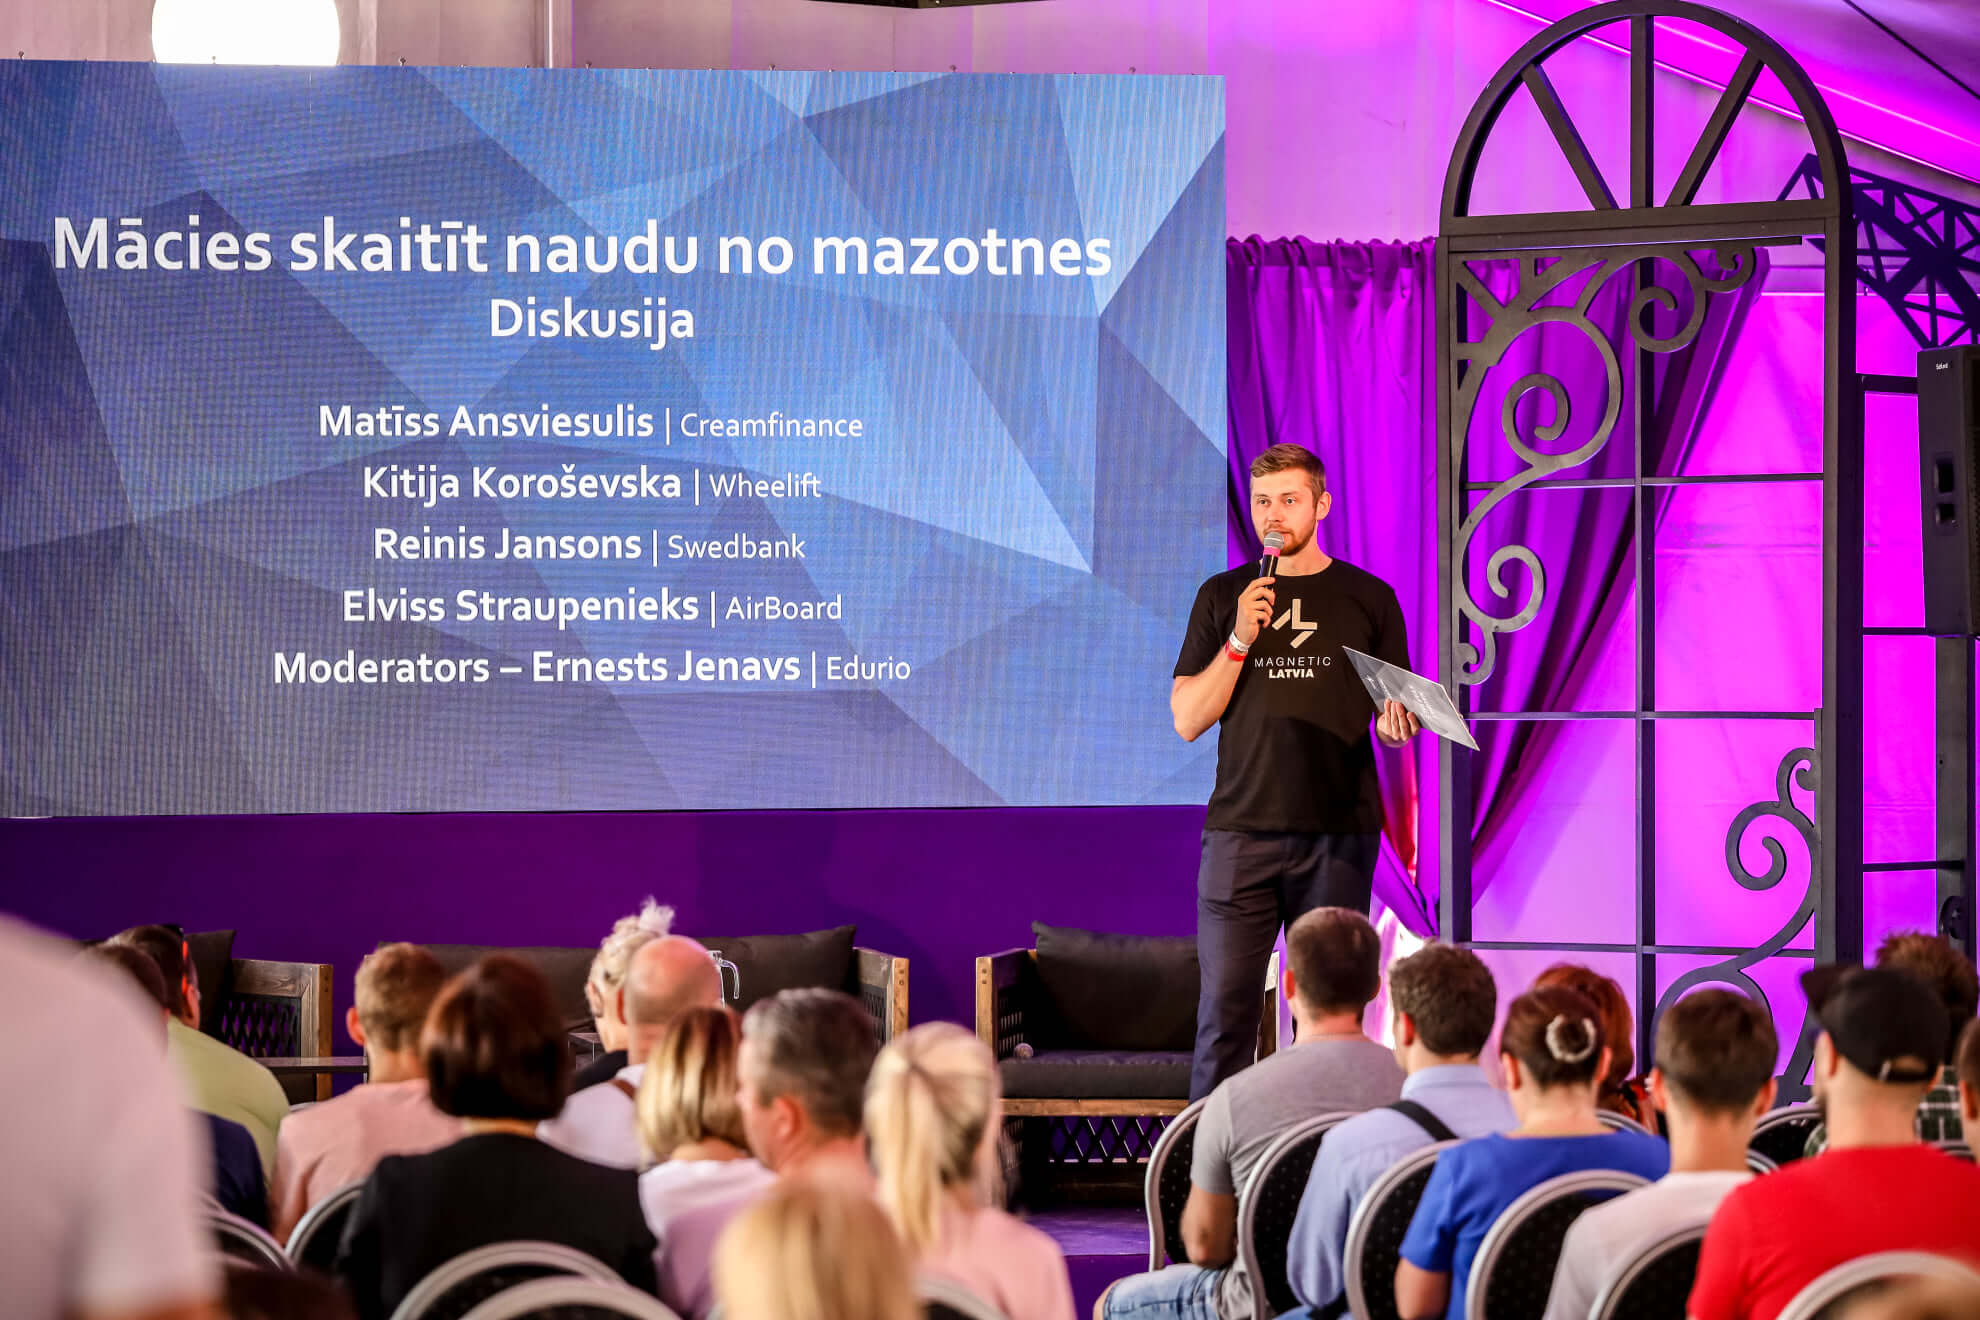 Mācies skaitīt naudu no mazotnes
Diskusija
Matīss Ansviesulis | Creamfinance
Kitija Koroševska | Wheelift
Reinis Jansons | Swedbank
Elviss Straupenieks | AirBoard
Moderators – Ernests Jenavs | Edurio
MAGNETIC
LATVIA